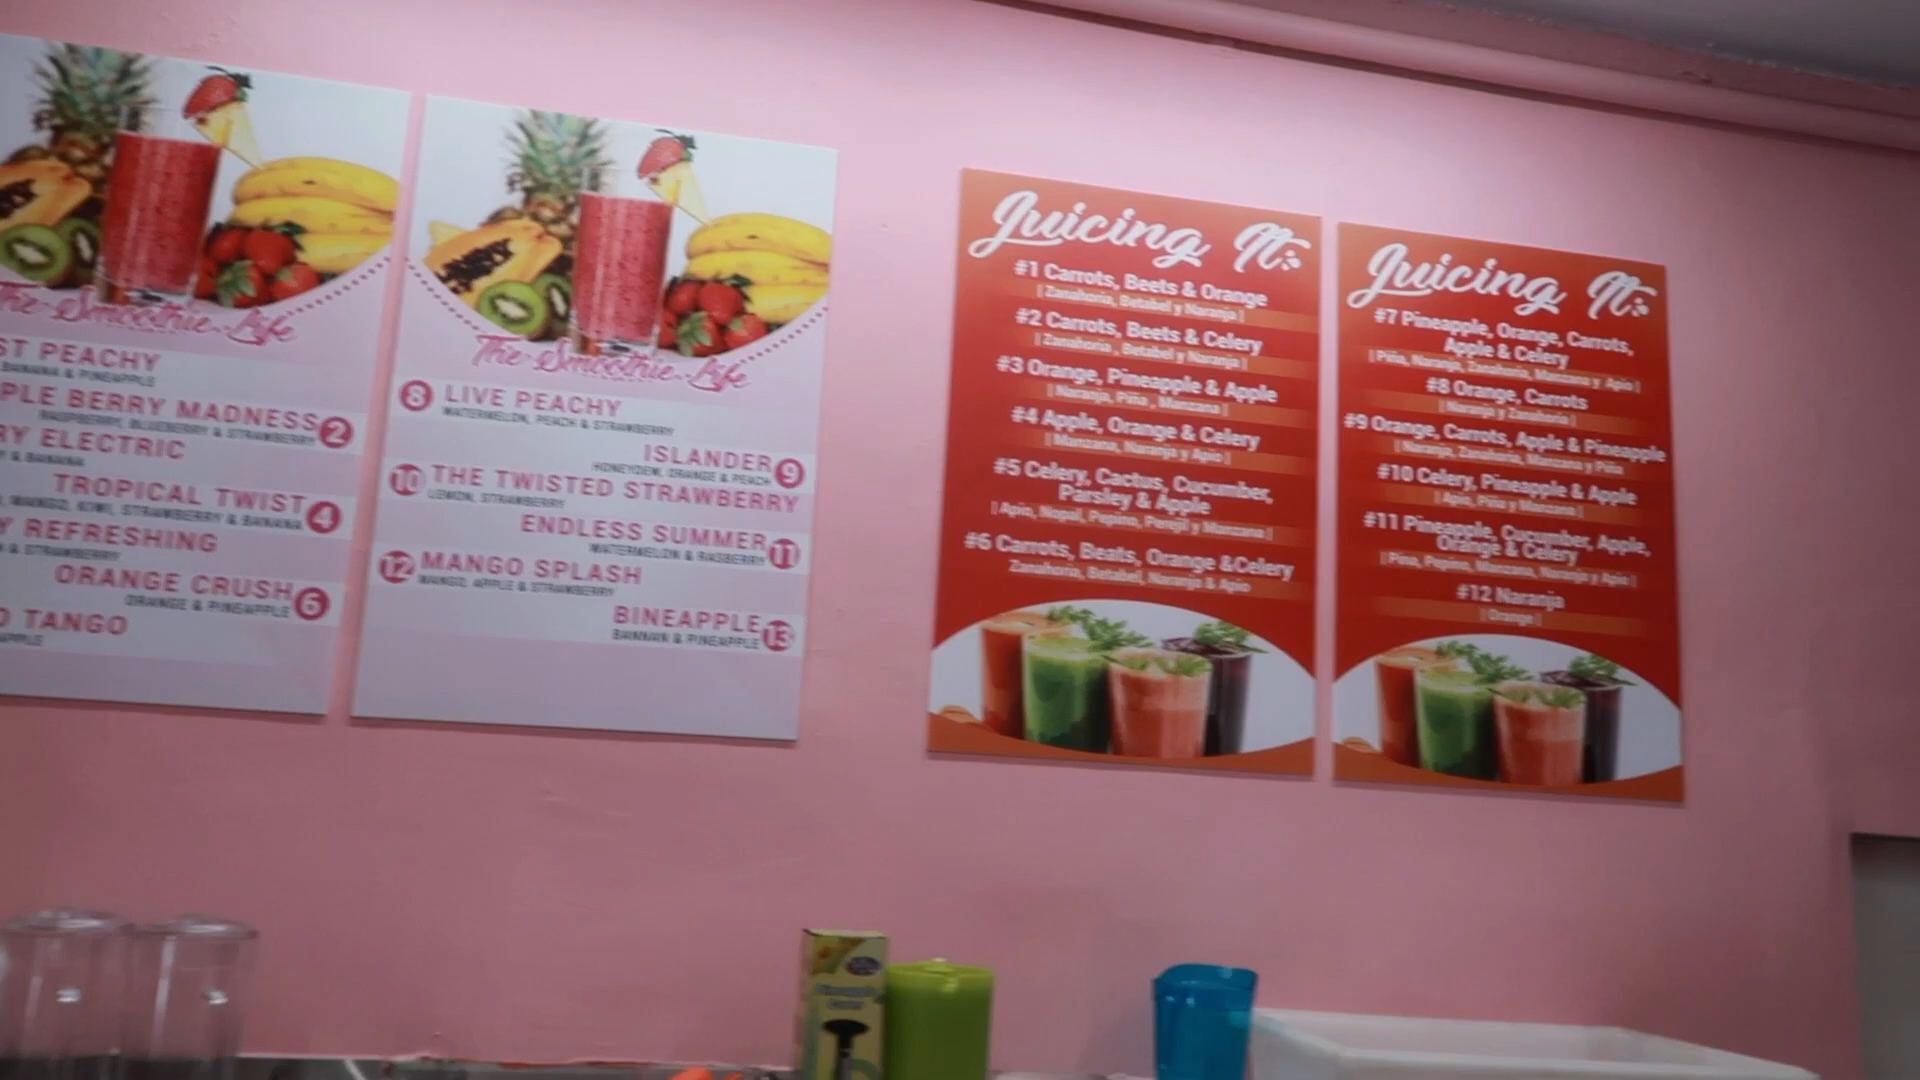 The Smoothie Life
ST PEACHY
BANANA & PINEAPPLE
PLE BERRY MADNESS 2
RASPBERRY, BLUEBERRY & STRAWBERRY
RY ELECTRIC
Y & BANANA
TROPICAL TWIST 4
, MANGO, KIWI, STRAWBERRY & BANANA
Y REFRESHING
& STRAWBERRY
ORANGE CRUSH 6
ORANGE & PINEAPPLE
O TANGO
APPLE
The Smoothie Life
8 LIVE PEACHY
WATERMELON, PEACH & STRAWBERRY
ISLANDER 9
HONEYDEW, ORANGE & PEACH
10 THE TWISTED STRAWBERRY
LEMON, STRAWBERRY
ENDLESS SUMMER 11
WATERMELON & RASBERRY
12 MANGO SPLASH
MANGO, APPLE & STRAWBERRY
BINEAPPLE 13
BANNAN & PINEAPPLE
Juicing It:
#1 Carrots, Beets & Orange
| Zanahoria, Betabel y Naranja |
#2 Carrots, Beets & Celery
| Zanahoria , Betabel y Naranja |
#3 Orange, Pineapple & Apple
| Naranja, Piña , Manzana |
#4 Apple, Orange & Celery
| Manzana, Naranja y Apio |
#5 Celery, Cactus, Cucumber,
Parsley & Apple
| Apio, Nopal, Pepino, Perejil y Manzana |
#6 Carrots, Beats, Orange &Celery
Zanahoria, Betabel, Naranja & Apio
Juicing It:
#7 Pineapple, Orange, Carrots,
Apple & Celery
| Piña, Naranja, Zanahoria, Manzana y Apio |
#8 Orange, Carrots
| Naranja y Zanahoria |
#9 Orange, Carrots, Apple & Pineapple
| Naranja, Zanahoria, Manzana y Piña
#10 Celery, Pineapple & Apple
| Apio, Piña y Manzana |
#11 Pineapple, Cucumber, Apple,
Orange & Celery
| Pino, Pepino, Manzana, Naranja y Apio |
#12 Naranja
| Orange |